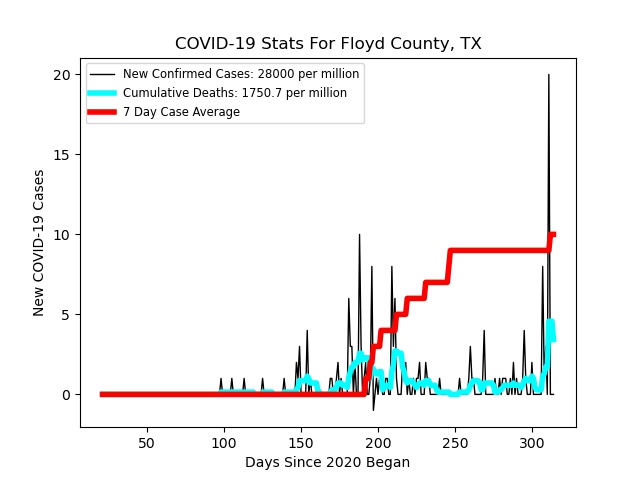 COVID-19 Stats For Floyd County, TX
New Confirmed Cases: 28000 per million
Cumulative Deaths: 1750.7 per million
7 Day Case Average
New COVID-19 Cases
20
15
10
5
0
50 100 150 200 250 300
Days Since 2020 Began